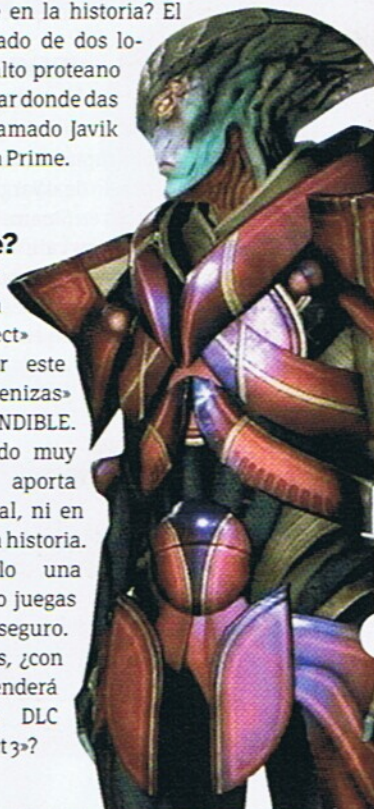 en la historia? El
ado de dos lo-
alto proteano
ar donde das
amado Javik
Prime.
e?
ect»
r este
enizas»
NDIBLE.
do muy
aporta
al, ni en
historia.
lo una
o juegas
seguro.
s, ¿con
enderá
DLC
t 3»?